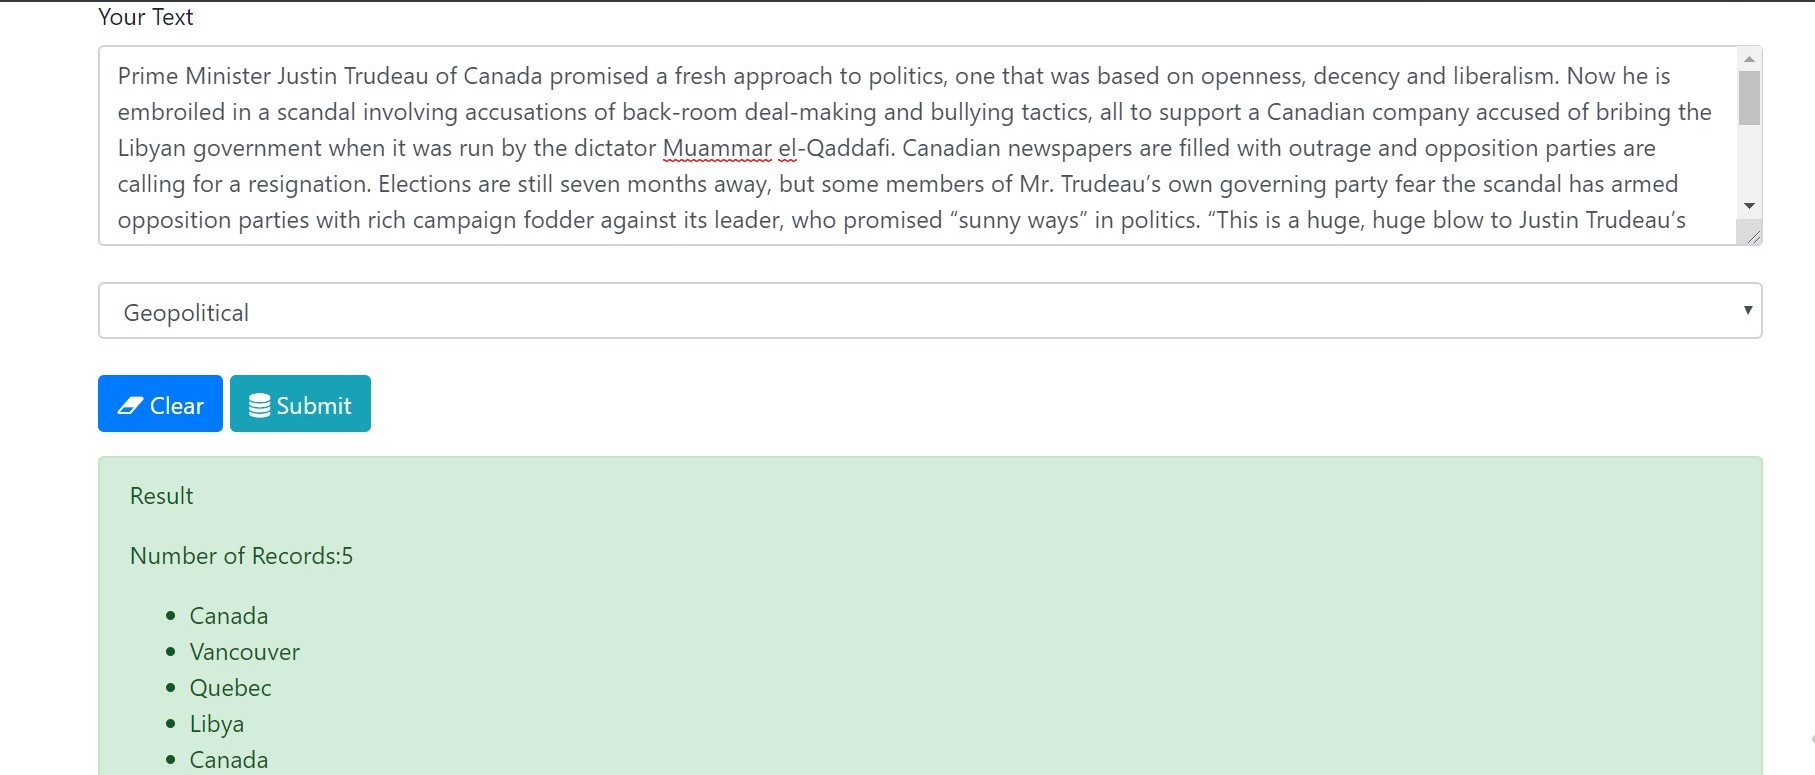 Your Text
Prime Minister Justin Trudeau of Canada promised a fresh approach to politics, one that was based on openness, decency and liberalism. Now he is
embroiled in a scandal involving accusations of back-room deal-making and bullying tactics, all to support a Canadian company accused of bribing the
Libyan government when it was run by the dictator Muammar el-Qaddafi. Canadian newspapers are filled with outrage and opposition parties are
calling for a resignation. Elections are still seven months away, but some members of Mr. Trudeau’s own governing party fear the scandal has armed
opposition parties with rich campaign fodder against its leader, who promised “sunny ways” in politics. “This is a huge, huge blow to Justin Trudeau’s
Geopolitical
Clear Submit
Result
Number of Records:5
• Canada
• Vancouver
• Quebec
• Libya
• Canada